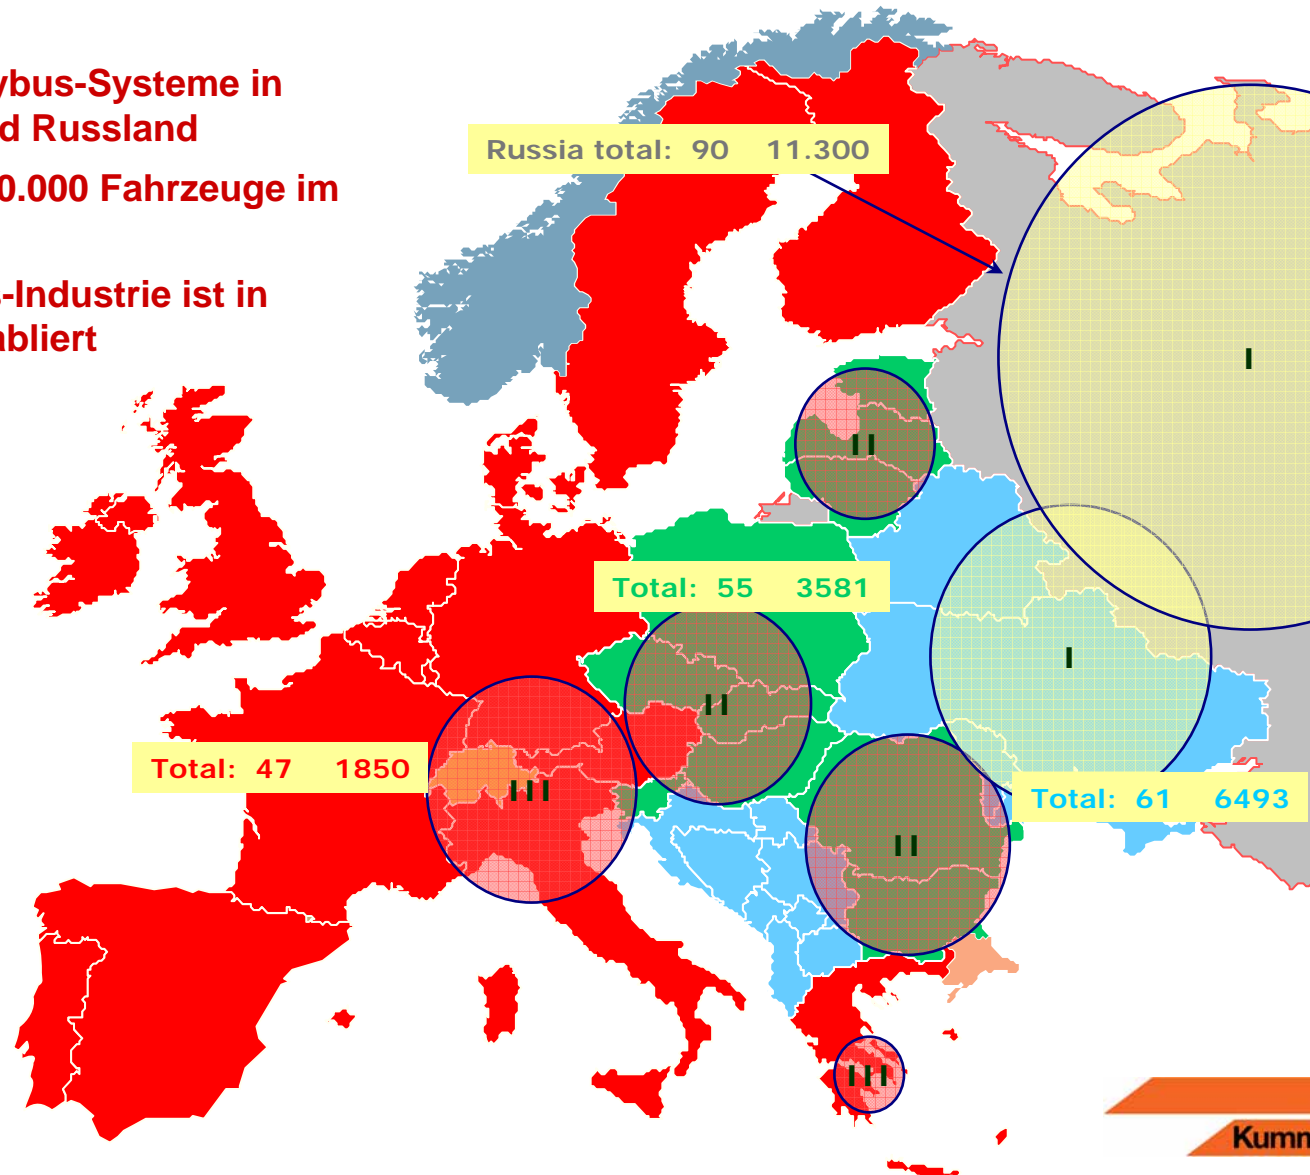 ybus-Systeme in
d Russland
0.000 Fahrzeuge im
-Industrie ist in
abliert
Russia total: 90 11.300
I
II
Total: 55 3581
I
II
Total: 47 1850
III
Total: 61 6493
II
III
Kumm